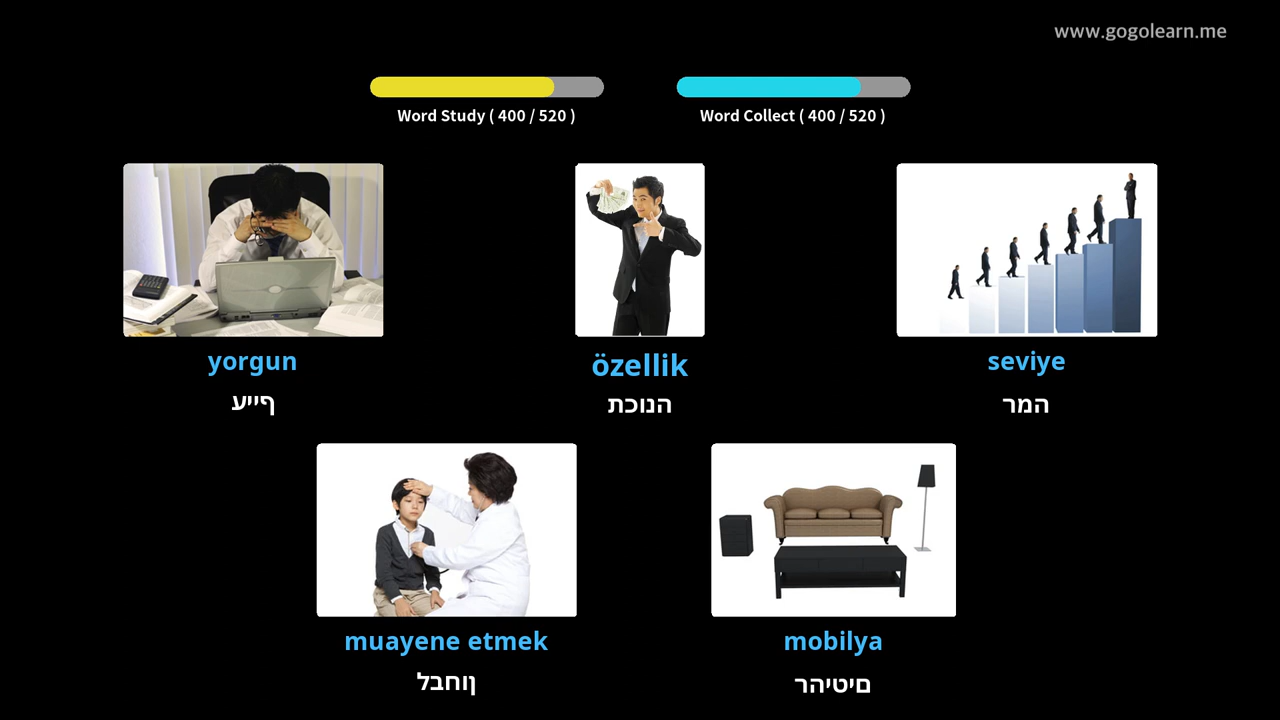 www.gogolearn.me
Word Study ( 400 / 520 )
Word Collect ( 400 / 520 )
yorgun
ףייע
özellik
הנוכת
seviye
המר
muayene etmek
ןוחבל
mobilya
םיטיהר